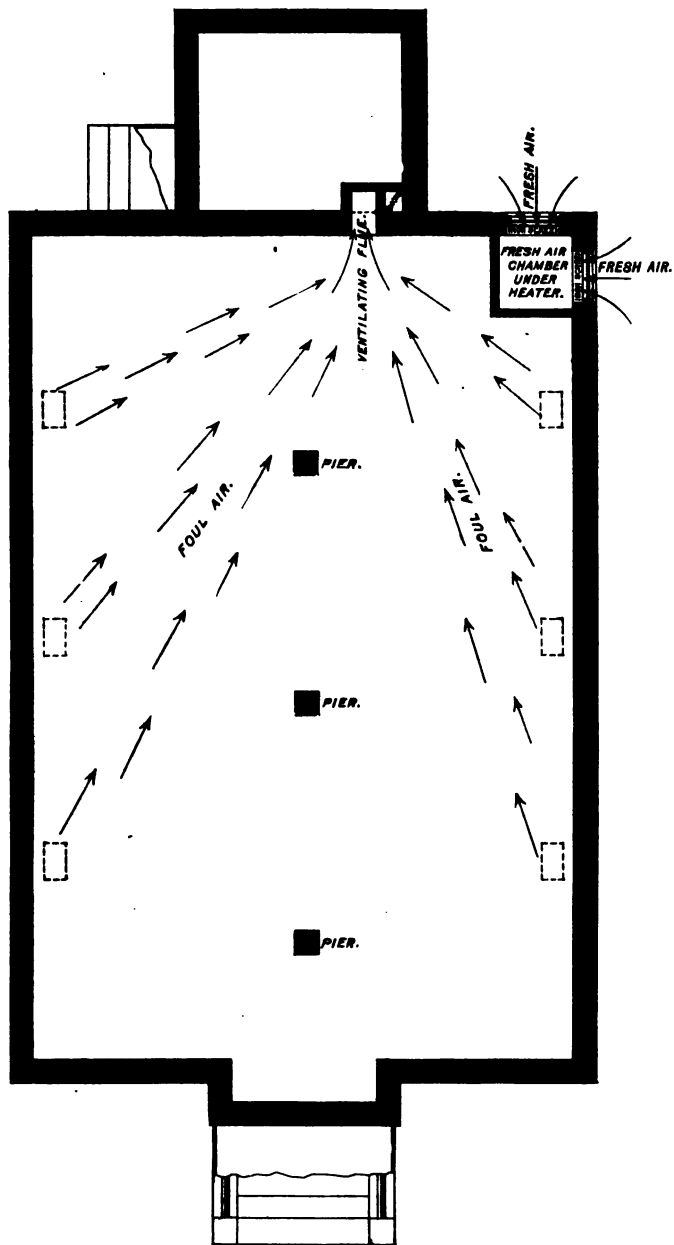 FRESH AIR.
FRESH AIR
CHAMBER
UNDER
HEATER.
FRESH AIR.
VENTILATING FLUE.
PIER.
FOUL AIR.
FOUL AIR.
PIER.
PIER.